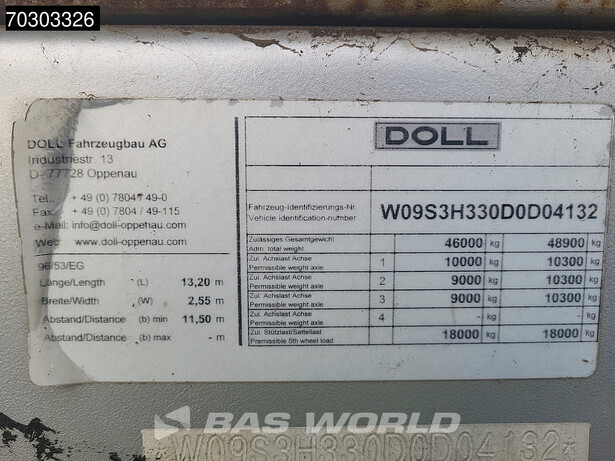 70303326
DOLL Fahrzeugbau AG
Industriestr. 13
D- 77728 Oppenau
Tel.. + 49 (0) 7804 / 49-0
Fax.. + 49 (0) 7804 / 49-115
e-Mail: info@doll-oppenau.com
Web: www.doll-oppenau.com
96/53/EG
Länge/Length (L) 13,20 m
Breite/Width (W) 2,55 m
Abstand/Distance (b) min 11,50 m
Abstand/Distance (b) max - m
DOLL
Fahrzeug-Identifizierungs-Nr.
Vehicle identification-number W09S3H330D0D04132
Zulässiges Gesamtgewicht
Adm. total weight 46000 kg 48900 kg
Zul. Achslast Achse
Permissible weight axle 1 10000 kg 10300 kg
Zul. Achslast Achse
Permissible weight axle 2 9000 kg 10300 kg
Zul. Achslast Achse
Permissible weight axle 3 9000 kg 10300 kg
Zul. Achslast Achse
Permissible weight axle 4 - kg - kg
Zul. Stützlast/Sattellast
Premissible 5th wheel load 18000 kg 18000 kg
BAS WORLD
*W09S3H330D0D04132*